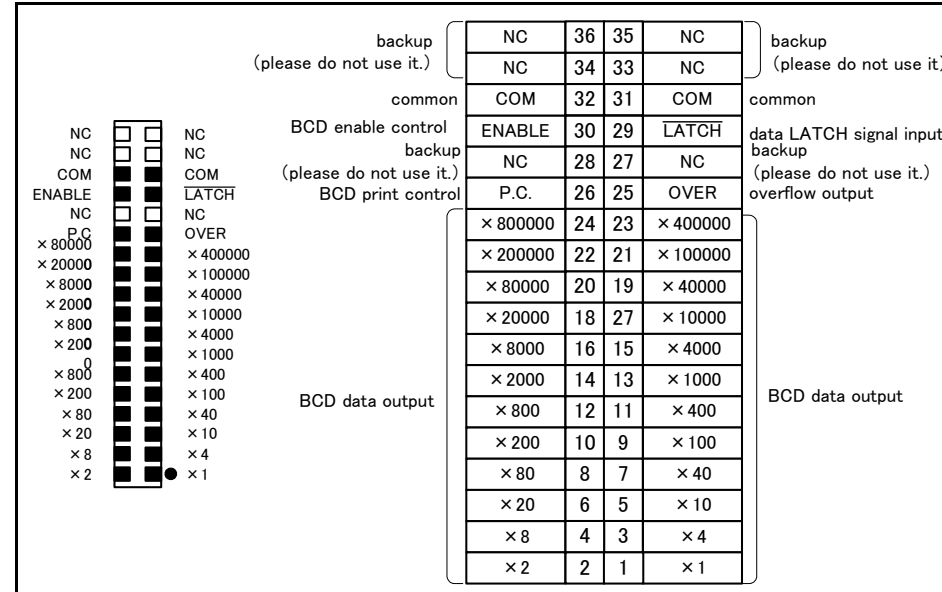 NC NC
NC NC
COM COM
ENABLE LATCH
NC NC
P.C OVER
×80000 ×400000
×20000 ×100000
×8000 ×40000
×2000 ×10000
×800 ×4000
×200 ×1000
0
×800 ×400
×200 ×100
×80 ×40
×20 ×10
×8 ×4
×2 ×1
backup
(please do not use it.)
NC 36 35 NC
NC 34 33 NC
backup
(please do not use it)
common COM 32 31 COM common
BCD enable control ENABLE 30 29 LATCH data LATCH signal input
backup
(please do not use it.)
NC 28 27 NC
backup
(please do not use it.)
BCD print control P.C. 26 25 OVER overflow output
×800000 24 23 ×400000
×200000 22 21 ×100000
×80000 20 19 ×40000
×20000 18 27 ×10000
×8000 16 15 ×4000
×2000 14 13 ×1000
BCD data output
×800 12 11 ×400
BCD data output
×200 10 9 ×100
×80 8 7 ×40
×20 6 5 ×10
×8 4 3 ×4
×2 2 1 ×1